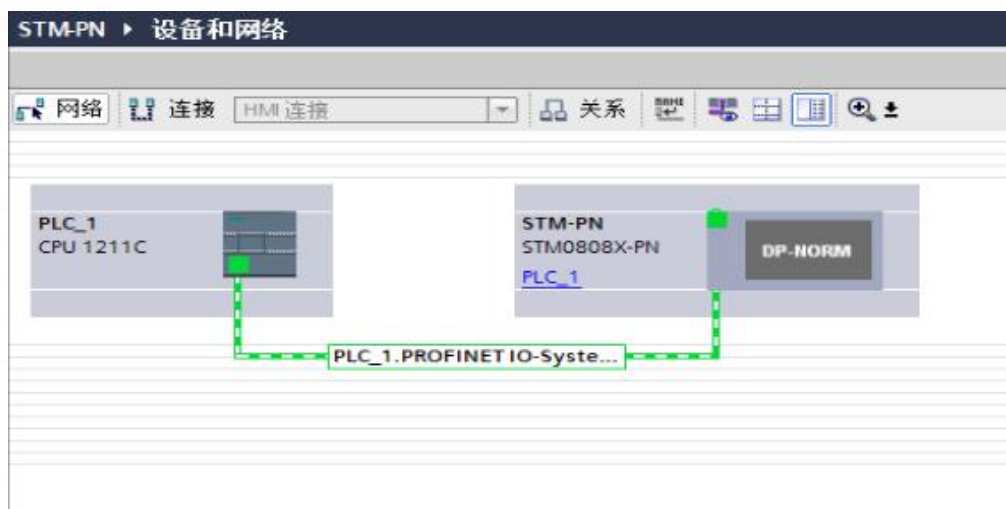 STM-PN ▸ 设备和网络
网络 连接 HMI 连接 关系
PLC_1
CPU 1211C
STM-PN
STM0808X-PN
PLC_1
DP-NORM
PLC_1.PROFINET IO-Syste...